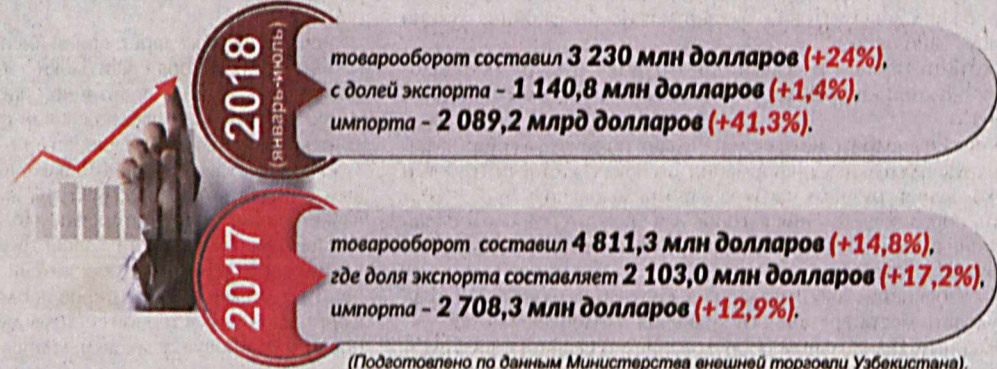 2018
(январь-июль)
товарооборот составил 3 230 млн долларов (+24%),
с долей экспорта – 1 140,8 млн долларов (+1,4%),
импорта – 2 089,2 млрд долларов (+41,3%).
2017
товарооборот составил 4 811,3 млн долларов (+14,8%),
где доля экспорта составляет 2 103,0 млн долларов (+17,2%),
импорта – 2 708,3 млн долларов (+12,9%).
(Подготовлено по данным Министерства внешней торговли Узбекистана).